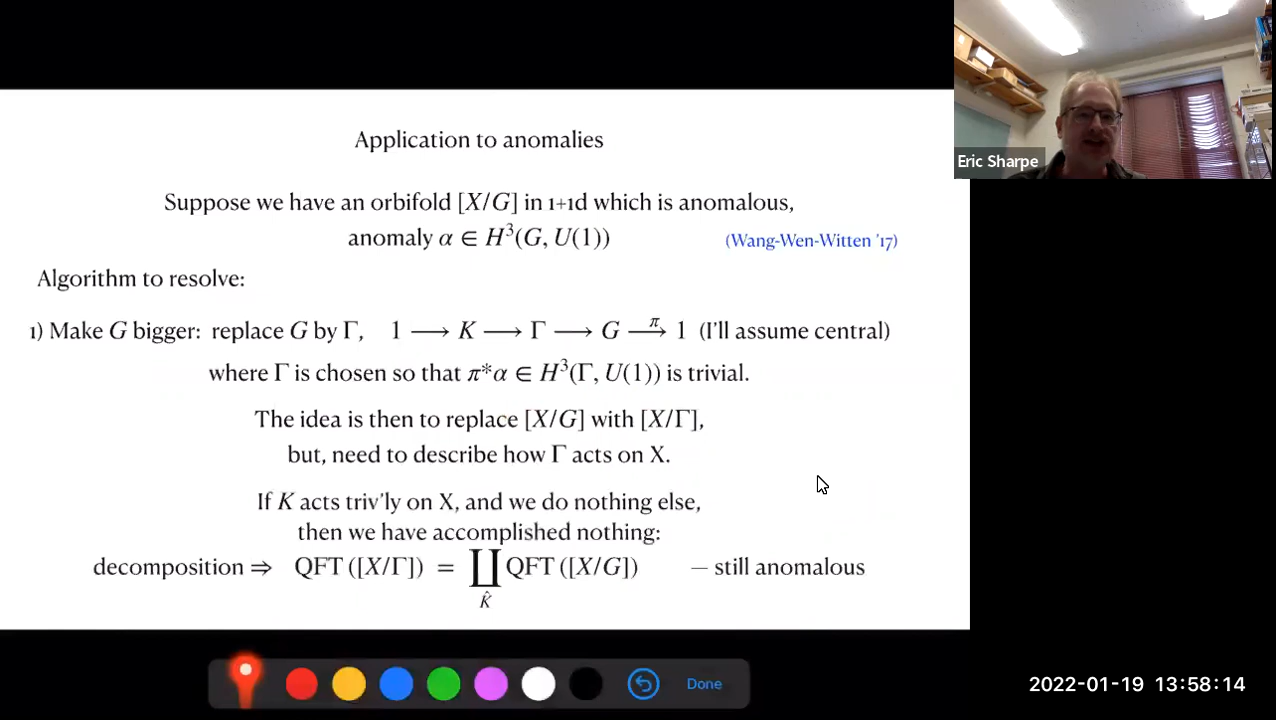 Application to anomalies
Suppose we have an orbifold [X/G] in 1+1d which is anomalous,
anomaly α ∈ H³(G, U(1)) (Wang-Wen-Witten '17)
Algorithm to resolve:
1) Make G bigger: replace G by Γ, 1 ⟶ K ⟶ Γ ⟶ G π⟶ 1 (I'll assume central)
where Γ is chosen so that π*α ∈ H³(Γ, U(1)) is trivial.
The idea is then to replace [X/G] with [X/Γ],
but, need to describe how Γ acts on X.
If K acts triv'ly on X, and we do nothing else,
then we have accomplished nothing:
decomposition ⇒ QFT ([X/Γ]) = ∐ QFT ([X/G]) — still anomalous
K̂
Eric Sharpe
Done
2022-01-19 13:58:14